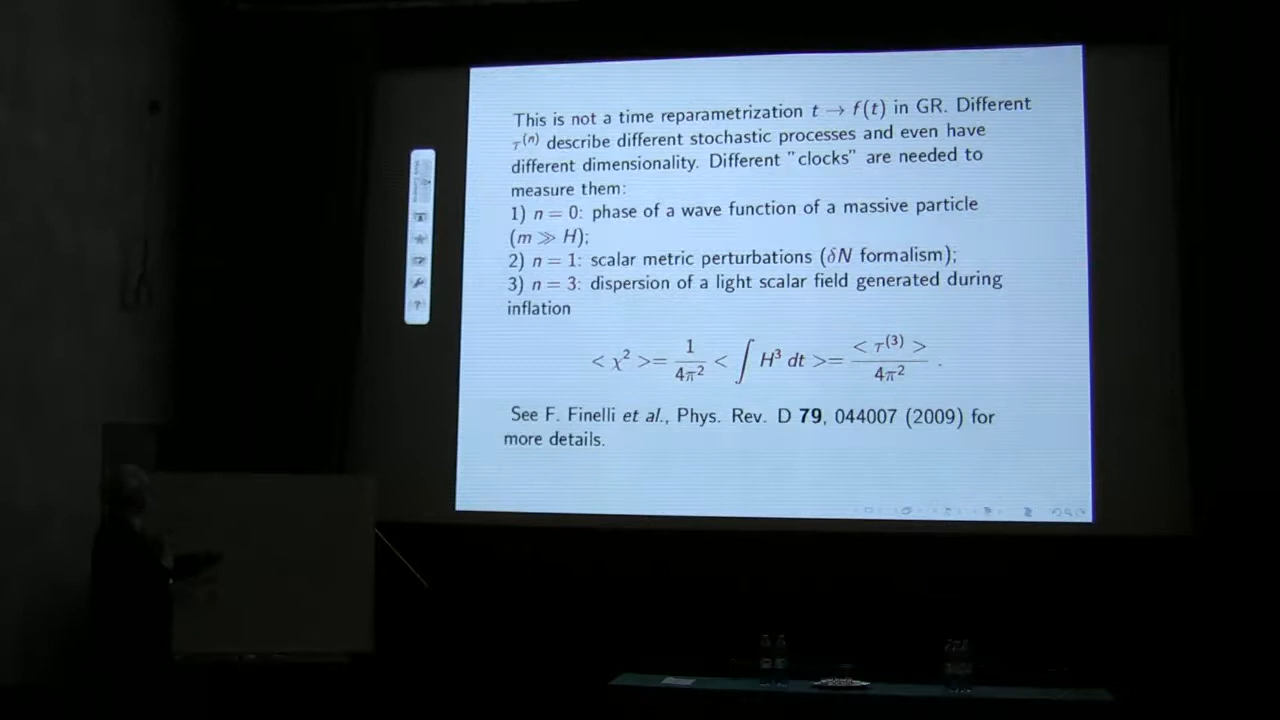 This is not a time reparametrization t → f(t) in GR. Different
τ⁽ⁿ⁾ describe different stochastic processes and even have
different dimensionality. Different "clocks" are needed to
measure them:
1) n = 0: phase of a wave function of a massive particle
(m ≫ H);
2) n = 1: scalar metric perturbations (δN formalism);
3) n = 3: dispersion of a light scalar field generated during
inflation
< χ² >= 1/4π² < ∫ H³ dt >= < τ⁽³⁾ >/4π² .
See F. Finelli et al., Phys. Rev. D 79, 044007 (2009) for
more details.